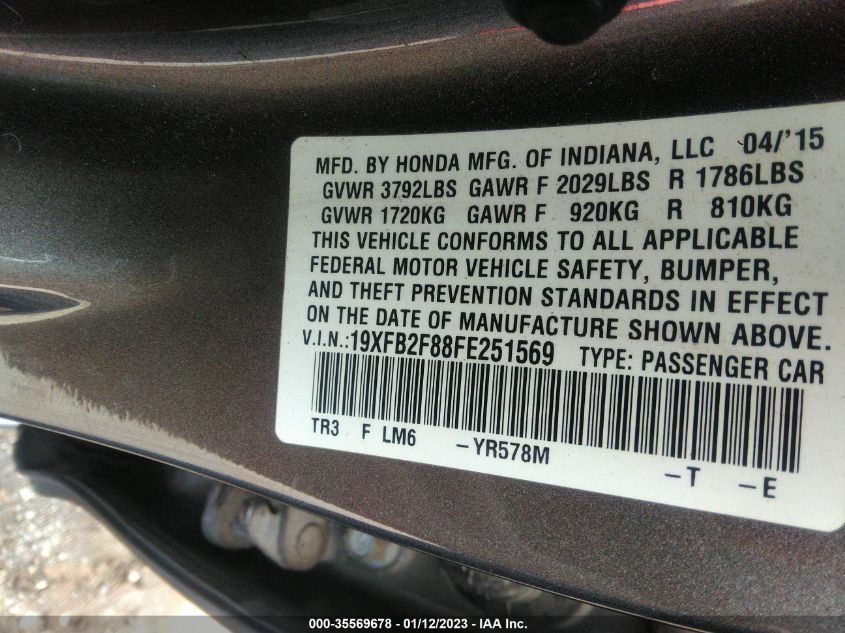 MFD. BY HONDA MFG. OF INDIANA, LLC 04/'15
GVWR 3792LBS GAWR F 2029LBS R 1786LBS
GVWR 1720KG GAWR F 920KG R 810KG
THIS VEHICLE CONFORMS TO ALL APPLICABLE
FEDERAL MOTOR VEHICLE SAFETY, BUMPER,
AND THEFT PREVENTION STANDARDS IN EFFECT
ON THE DATE OF MANUFACTURE SHOWN ABOVE.
V.I.N.:19XFB2F88FE251569 TYPE: PASSENGER CAR
TR3 F LM6 -YR578M -T -E
000-35569678 - 01/12/2023 - IAA Inc.